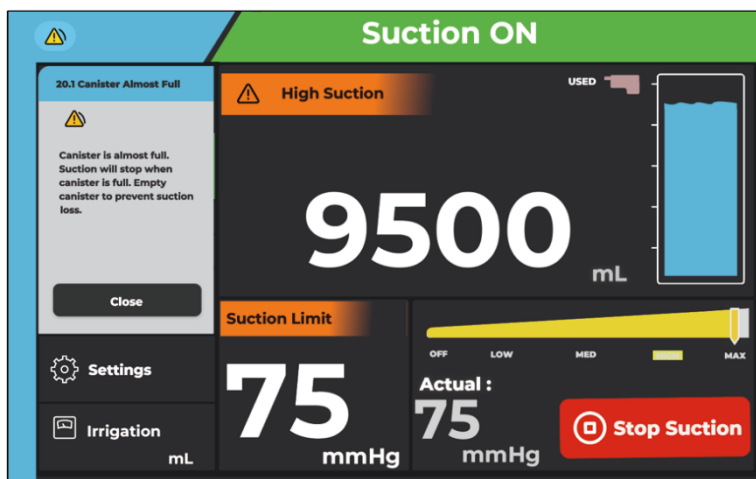 Suction ON
20.1 Canister Almost Full
Canister is almost full.
Suction will stop when
canister is full. Empty
canister to prevent suction
loss.
Close
Settings
Irrigation
mL
High Suction
USED
9500
mL
Suction Limit
75
mmHg
OFF LOW MED MAX
Actual :
75
mmHg
Stop Suction